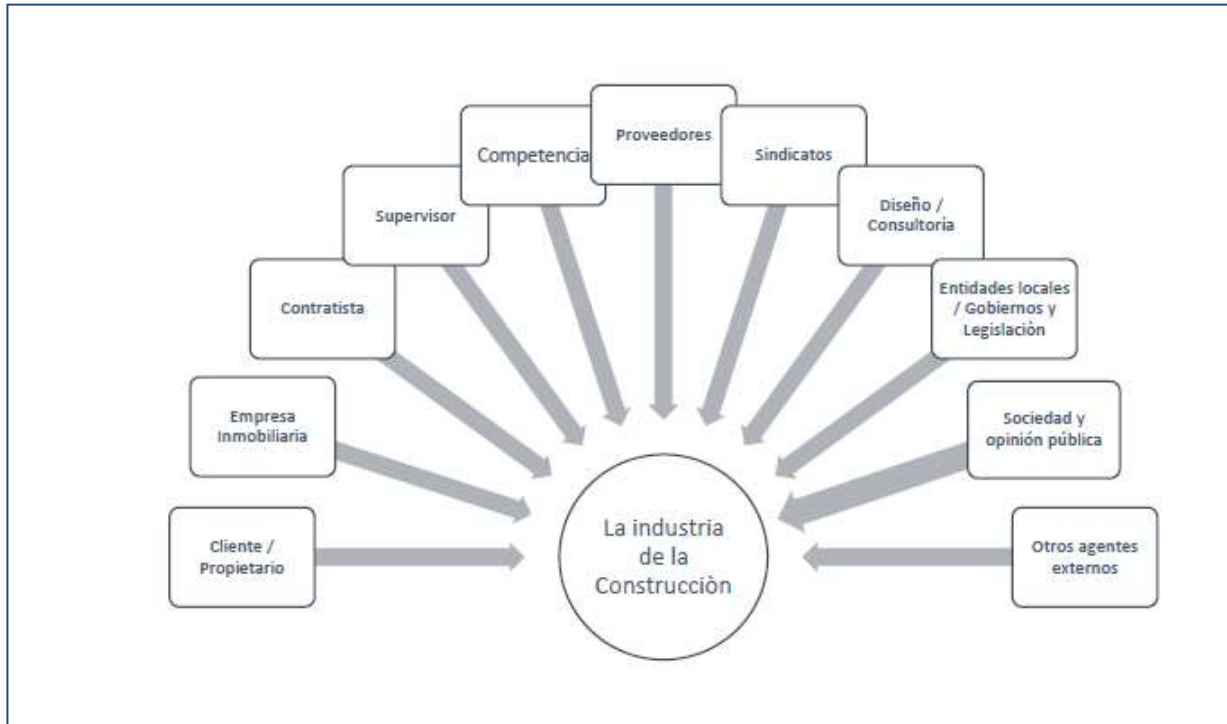 Proveedores
Competencia
Sindicatos
Supervisor
Diseño /
Consultoría
Contratista
Entidades locales
/ Gobiernos y
Legislaciòn
Empresa
Inmobiliaria
Sociedad y
opinión pública
Cliente /
Propietario
La industria
de la
Construcciòn
Otros agentes
externos